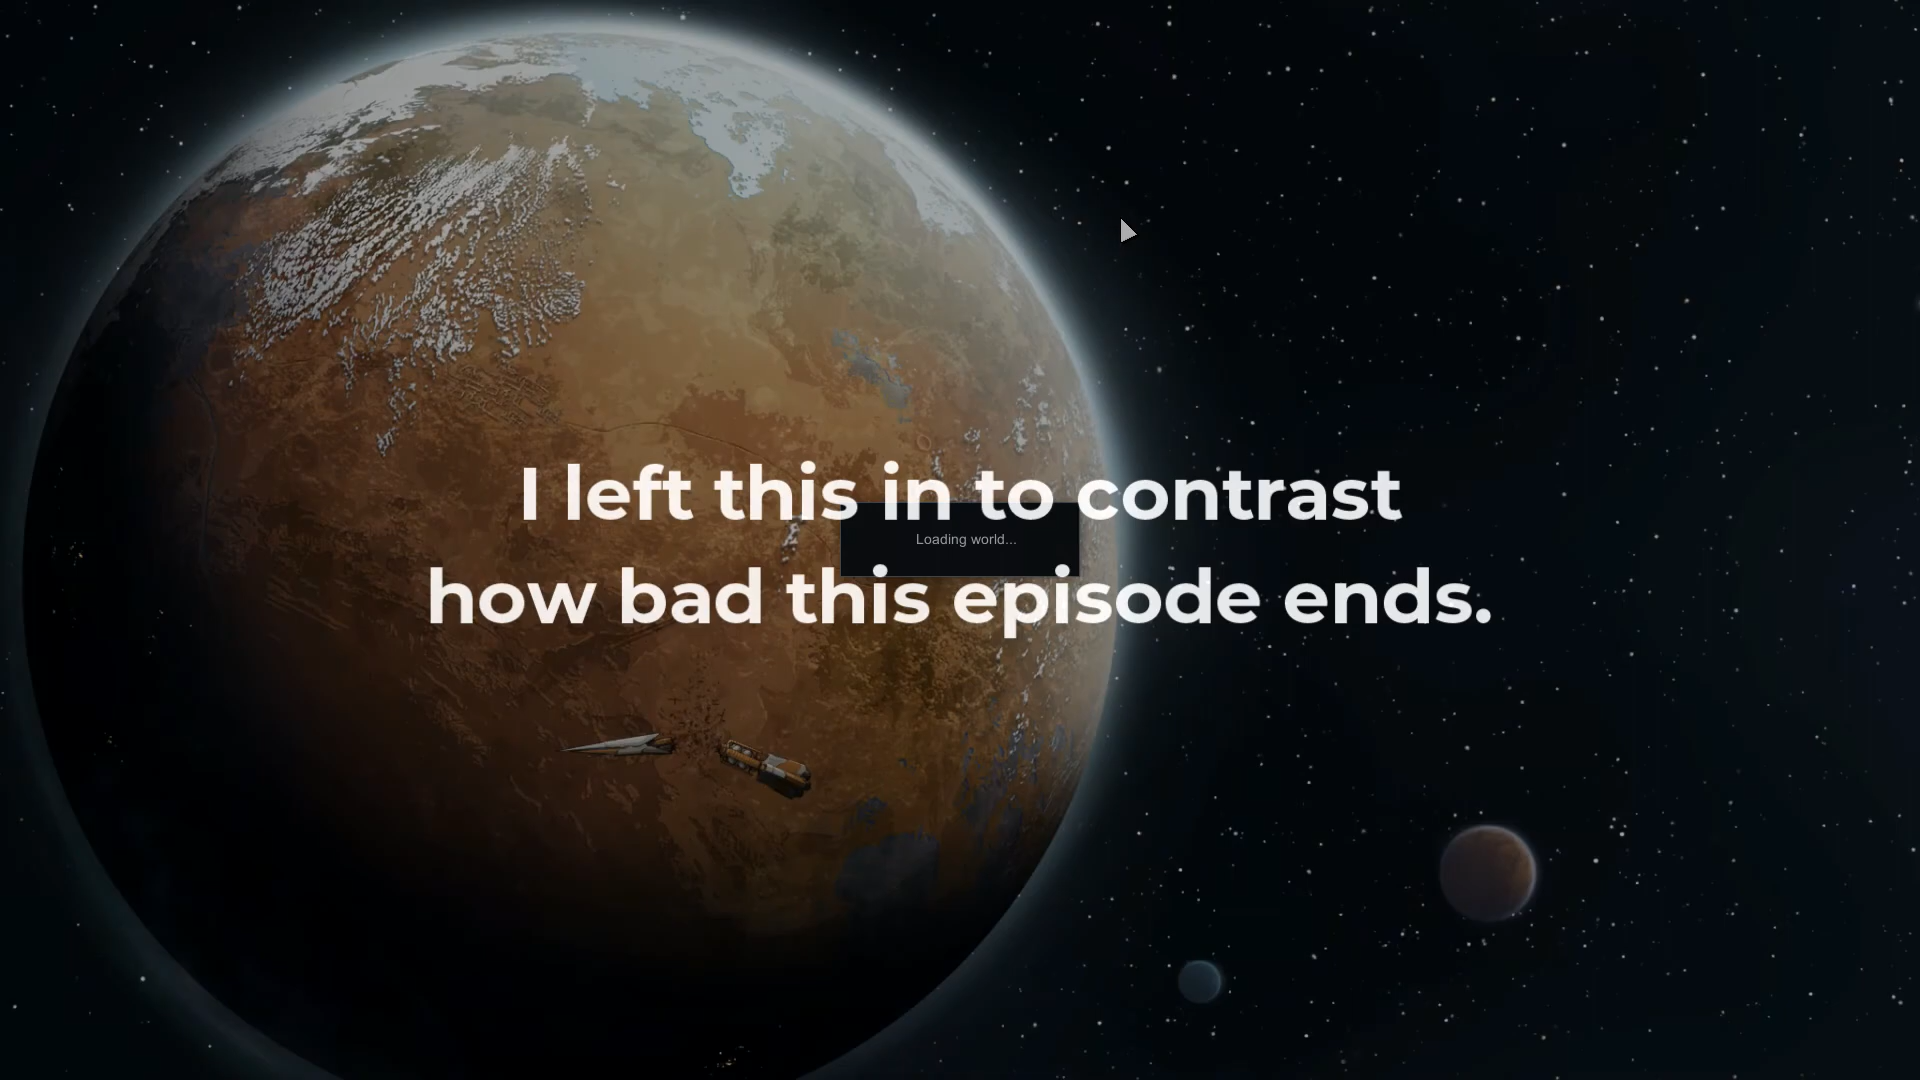 I left this in to contrast
Loading world...
how bad this episode ends.